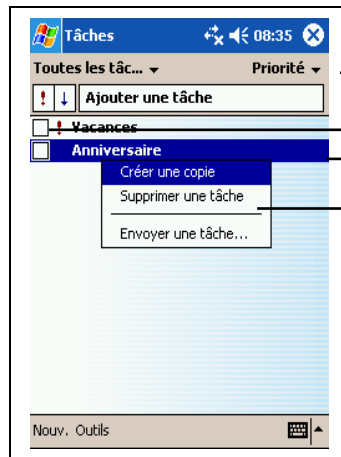 Tâches 08:35
Toutes les tâc... Priorité
! ↓ Ajouter une tâche
! Vacances
Anniversaire
Créer une copie
Supprimer une tâche
Envoyer une tâche...
Nouv. Outils